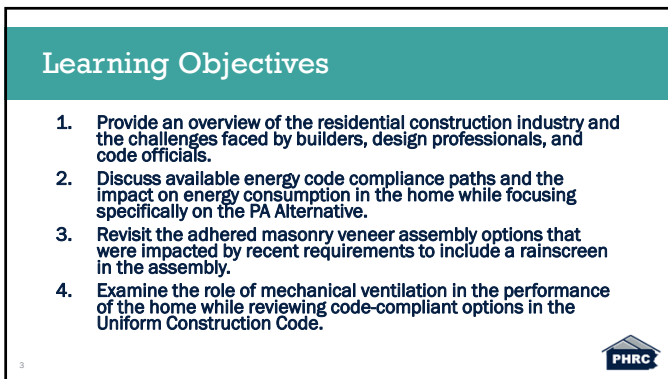 Learning Objectives
1. Provide an overview of the residential construction industry and
the challenges faced by builders, design professionals, and
code officials.
2. Discuss available energy code compliance paths and the
impact on energy consumption in the home while focusing
specifically on the PA Alternative.
3. Revisit the adhered masonry veneer assembly options that
were impacted by recent requirements to include a rainscreen
in the assembly.
4. Examine the role of mechanical ventilation in the performance
of the home while reviewing code-compliant options in the
Uniform Construction Code.
3
PHRC